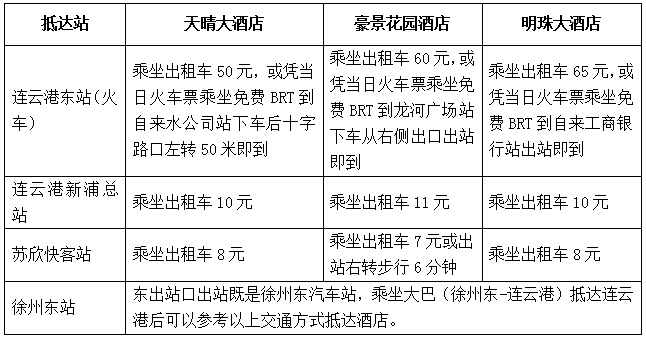 抵达站 天晴大酒店 豪景花园酒店 明珠大酒店
连云港东站(火
车)
乘坐出租车 50 元，或凭当
日火车票乘坐免费 BRT 到
自来水公司站下车后十字
路口左转 50 米即到
乘坐出租车 60 元，或
凭当日火车票乘坐免
费 BRT 到龙河广场站
下车从右侧出口出站
即到
乘坐出租车 65 元，或
凭当日火车票乘坐免
费 BRT 到自来工商银
行站出站即到
连云港新浦总
站
乘坐出租车 10 元
乘坐出租车 11 元
乘坐出租车 10 元
苏欣快客站
乘坐出租车 8 元
乘坐出租车 7 元或出
站右转步行 6 分钟
乘坐出租车 8 元
徐州东站
东出站口出站既是徐州东汽车站，乘坐大巴（徐州东-连云港）抵达连云
港后可以参考以上交通方式抵达酒店。